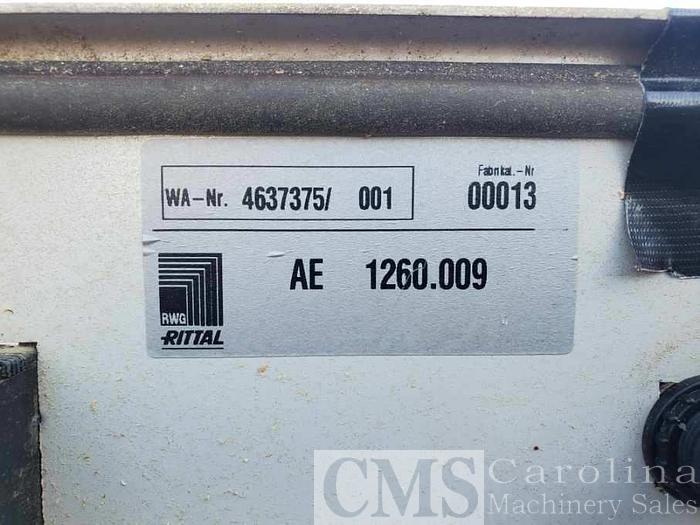 WA-Nr. 4637375/ 001
Fabrikat.-Nr
00013
AE 1260.009
RWG
RITTAL
CMS Carolina
Machinery Sales